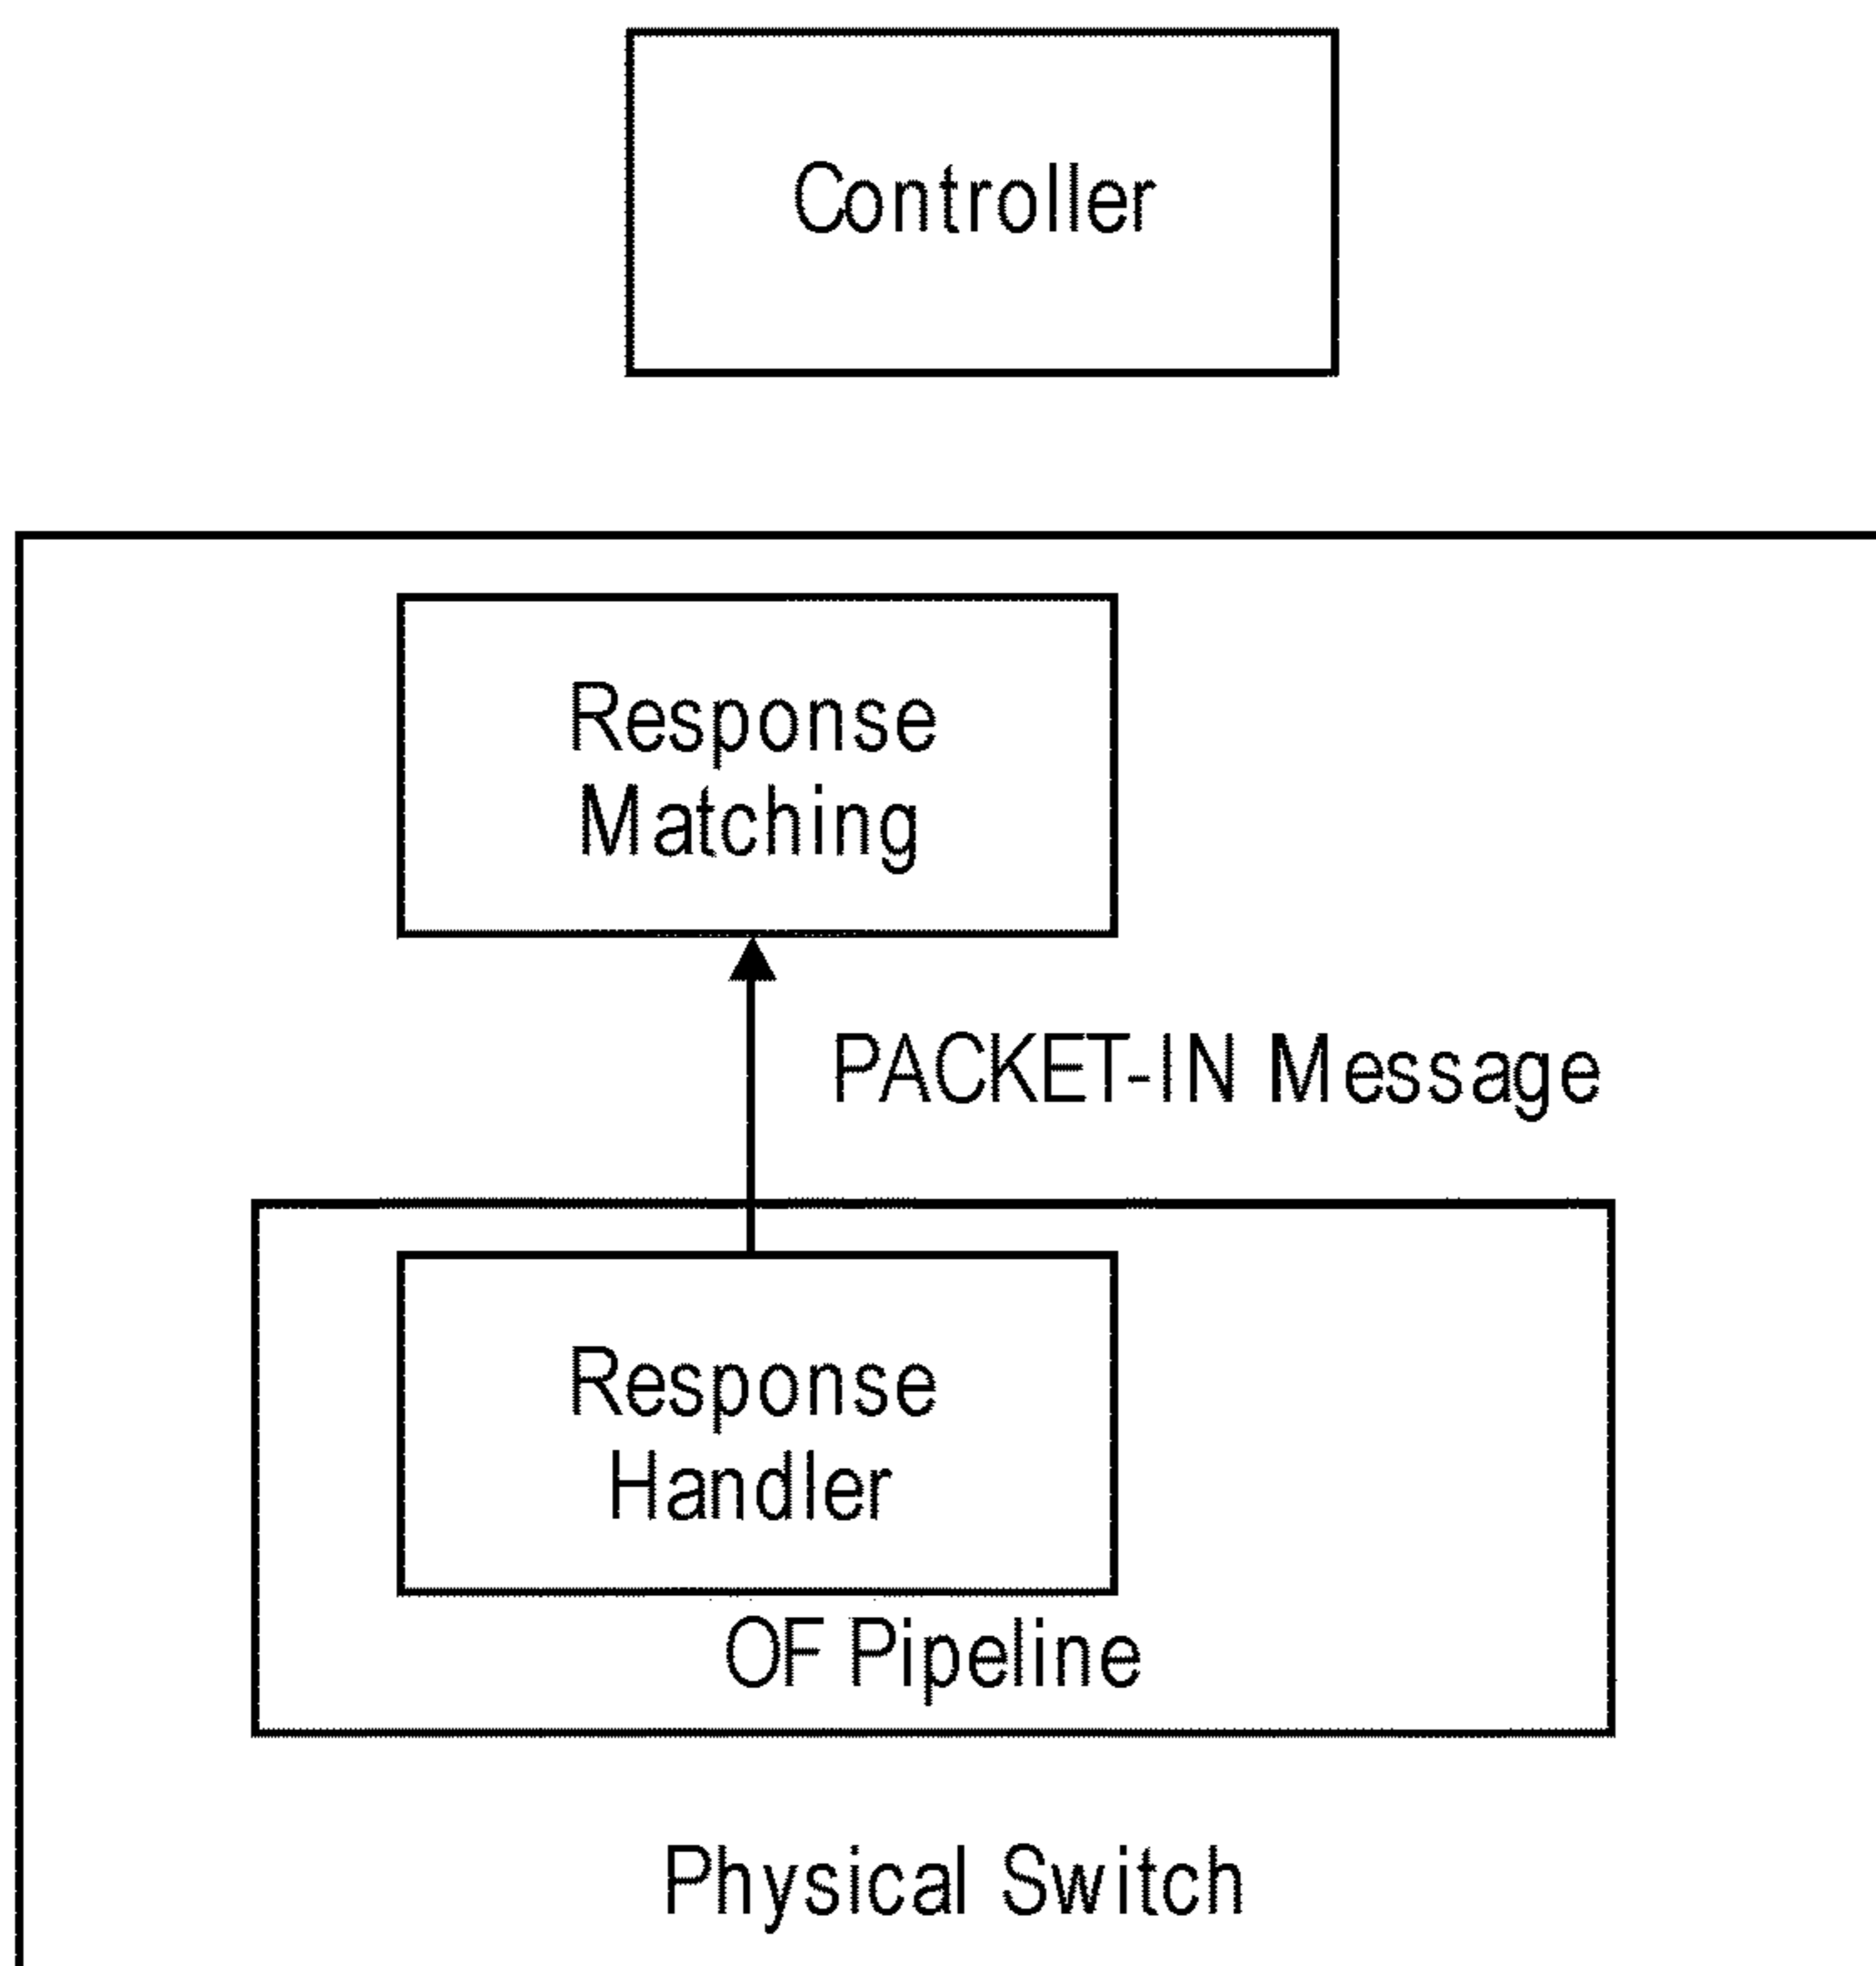 Controller
Response
Matching
PACKET-IN Message
Response
Handler
OF Pipeline
Physical Switch